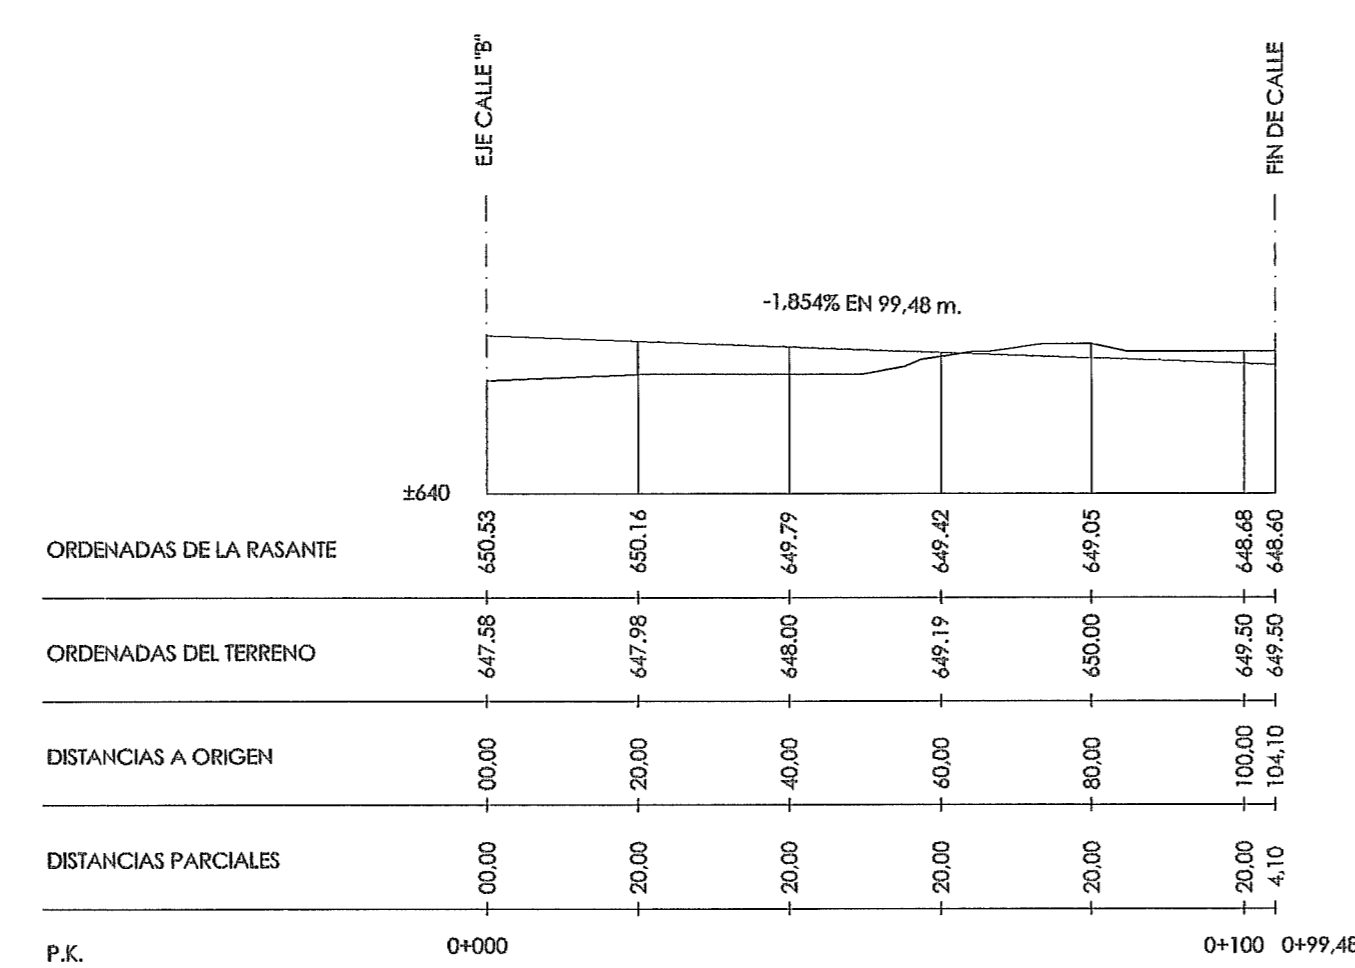 EJE CALLE "B"
FIN DE CALLE
-1,854% EN 99,48 m.
±640
ORDENADAS DE LA RASANTE 650.53 650.16 649.79 649.42 649.05 648.68 648.60
ORDENADAS DEL TERRENO 647.58 647.98 648.00 649.19 650.00 649.50 649.50
DISTANCIAS A ORIGEN 00,00 20,00 40,00 60,00 80,00 100,00 104,10
DISTANCIAS PARCIALES 00,00 20,00 20,00 20,00 20,00 20,00 4,10
P.K. 0+000 0+100 0+99,48